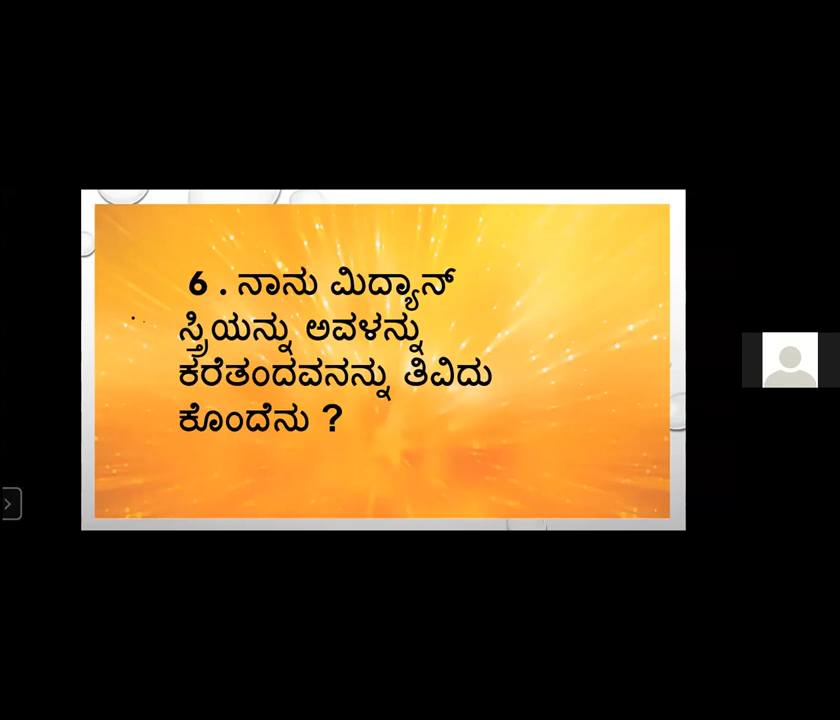 6 . ನಾನು ಮಿದ್ಯಾನ್
ಸ್ತ್ರಿಯನ್ನು ಅವಳನ್ನು
ಕರೆತಂದವನನ್ನು ತಿವಿದು
ಕೊಂದೆನು ?